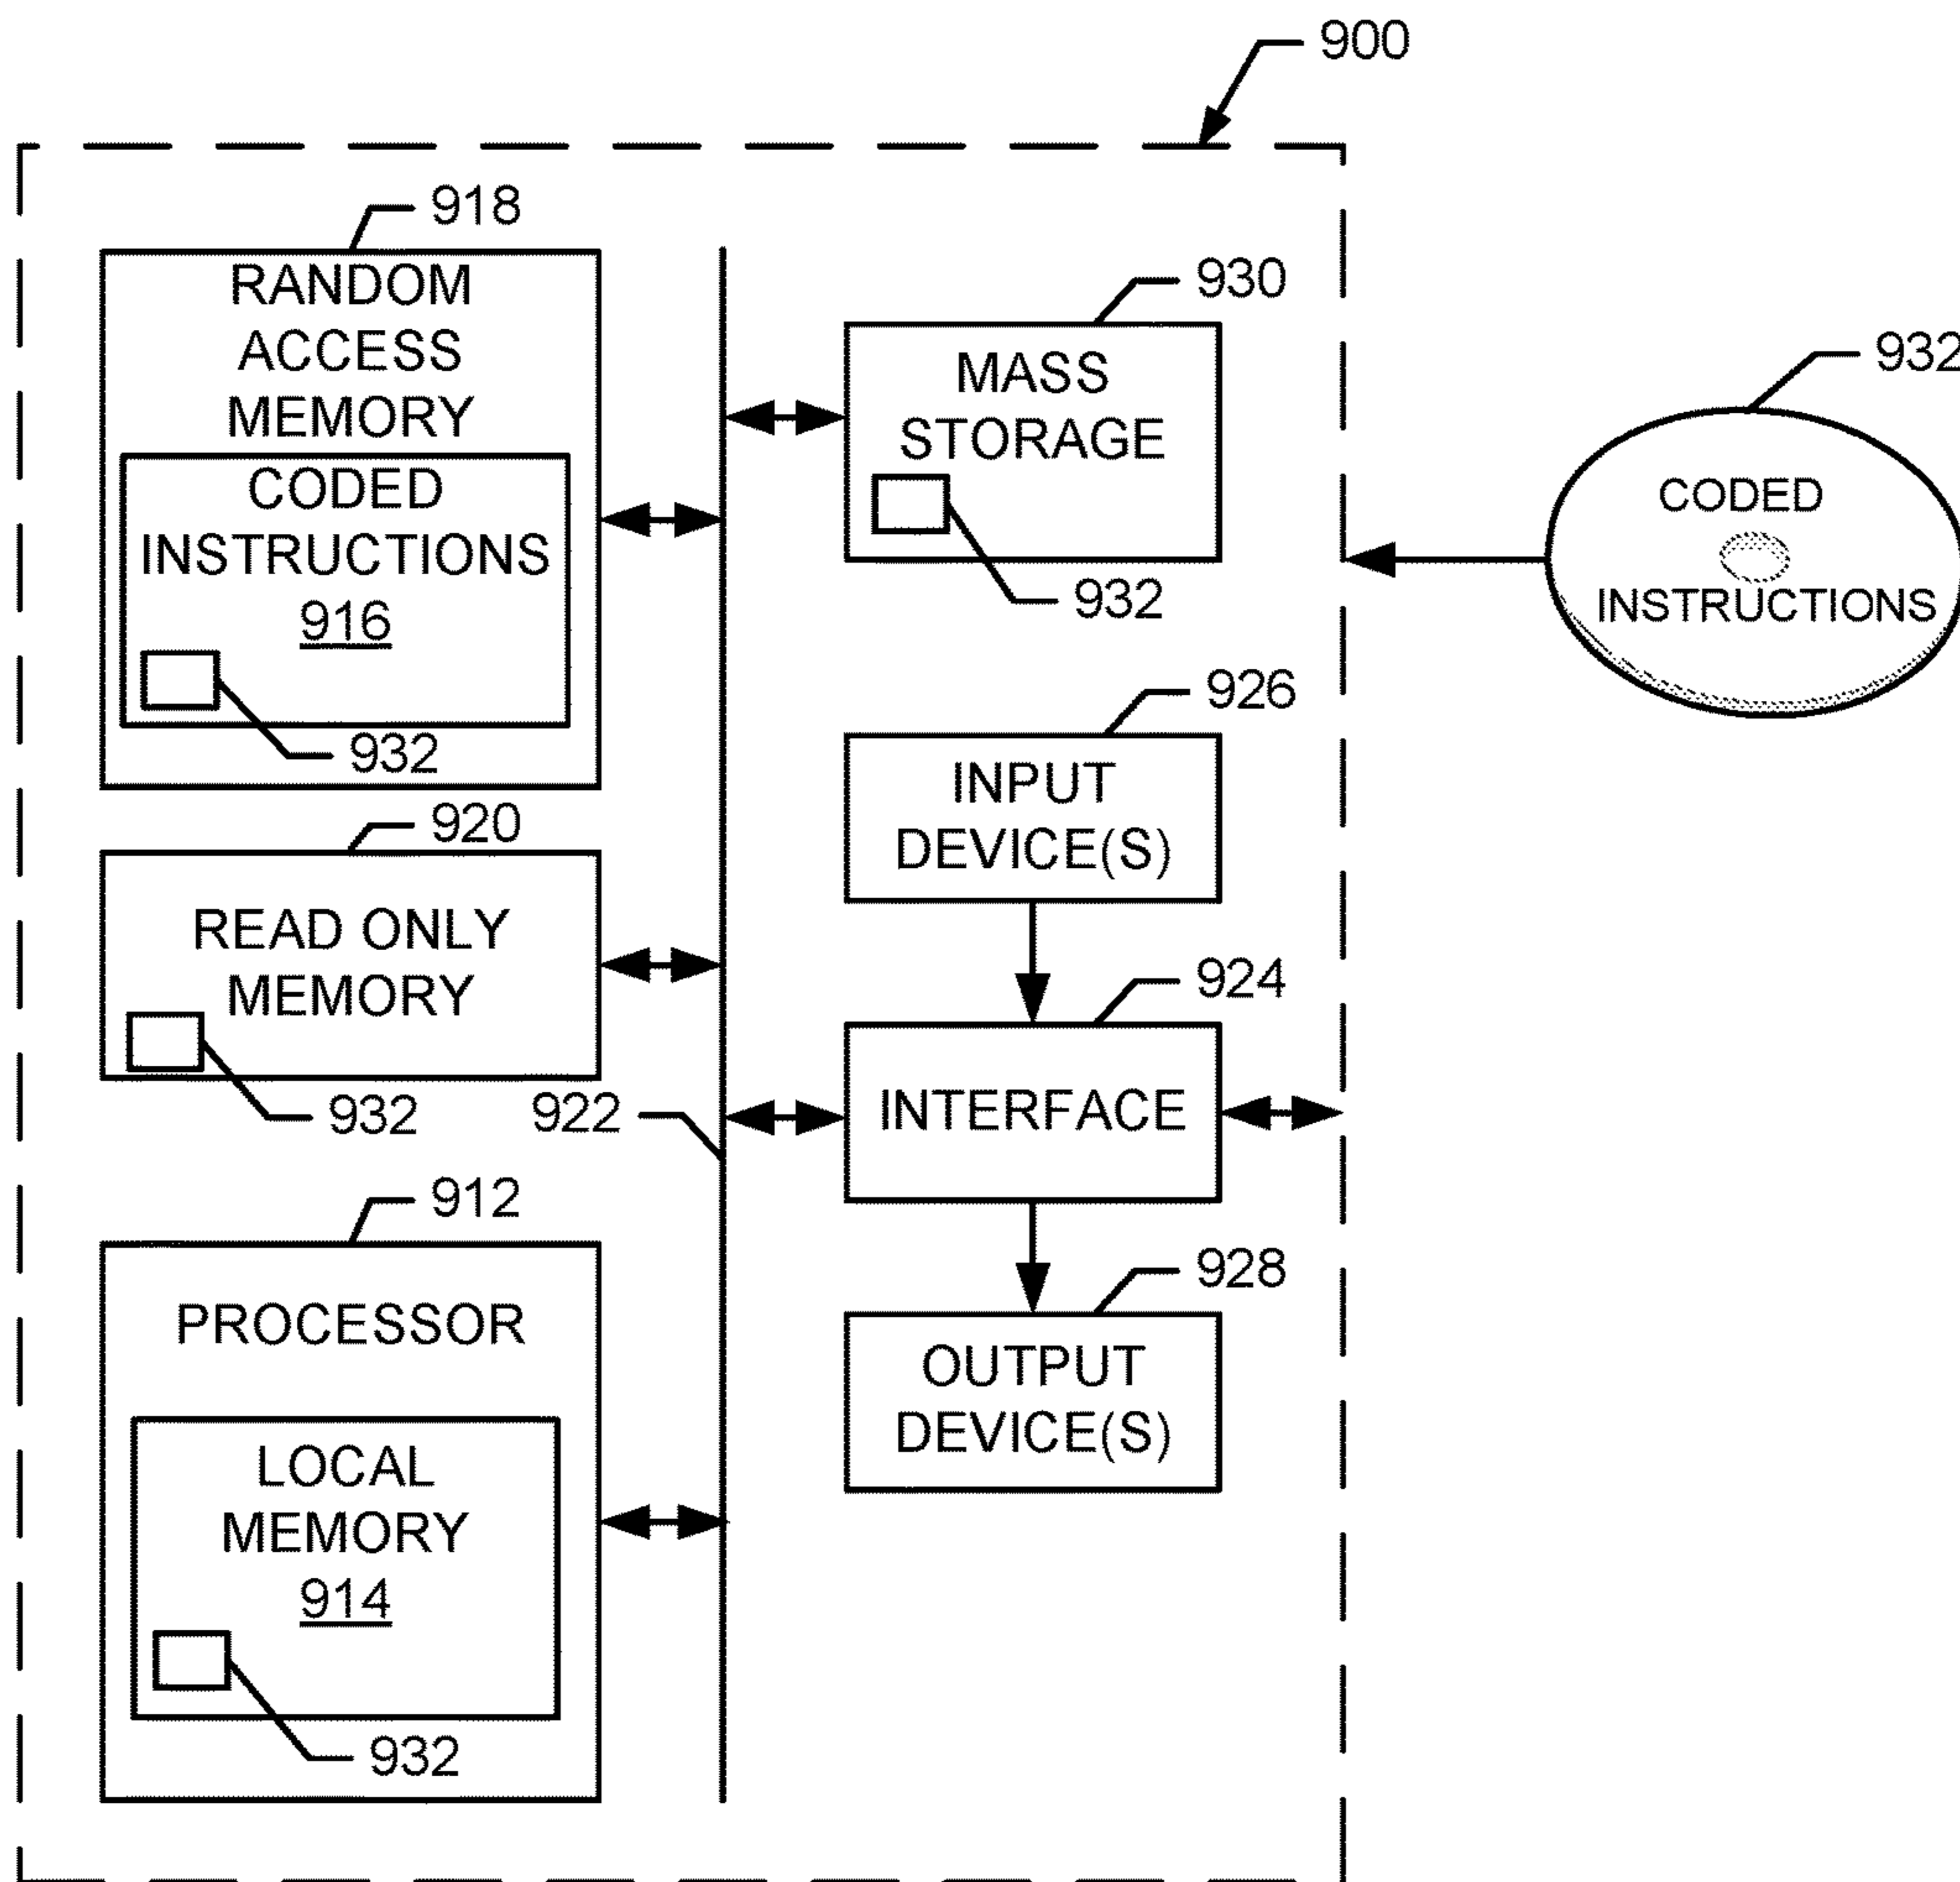 900
918
RANDOM
ACCESS
MEMORY
CODED
INSTRUCTIONS
916
932
930
MASS
STORAGE
932
932
CODED
INSTRUCTIONS
926
INPUT
DEVICE(S)
920
READ ONLY
MEMORY
932
922
924
INTERFACE
912
PROCESSOR
LOCAL
MEMORY
914
932
928
OUTPUT
DEVICE(S)